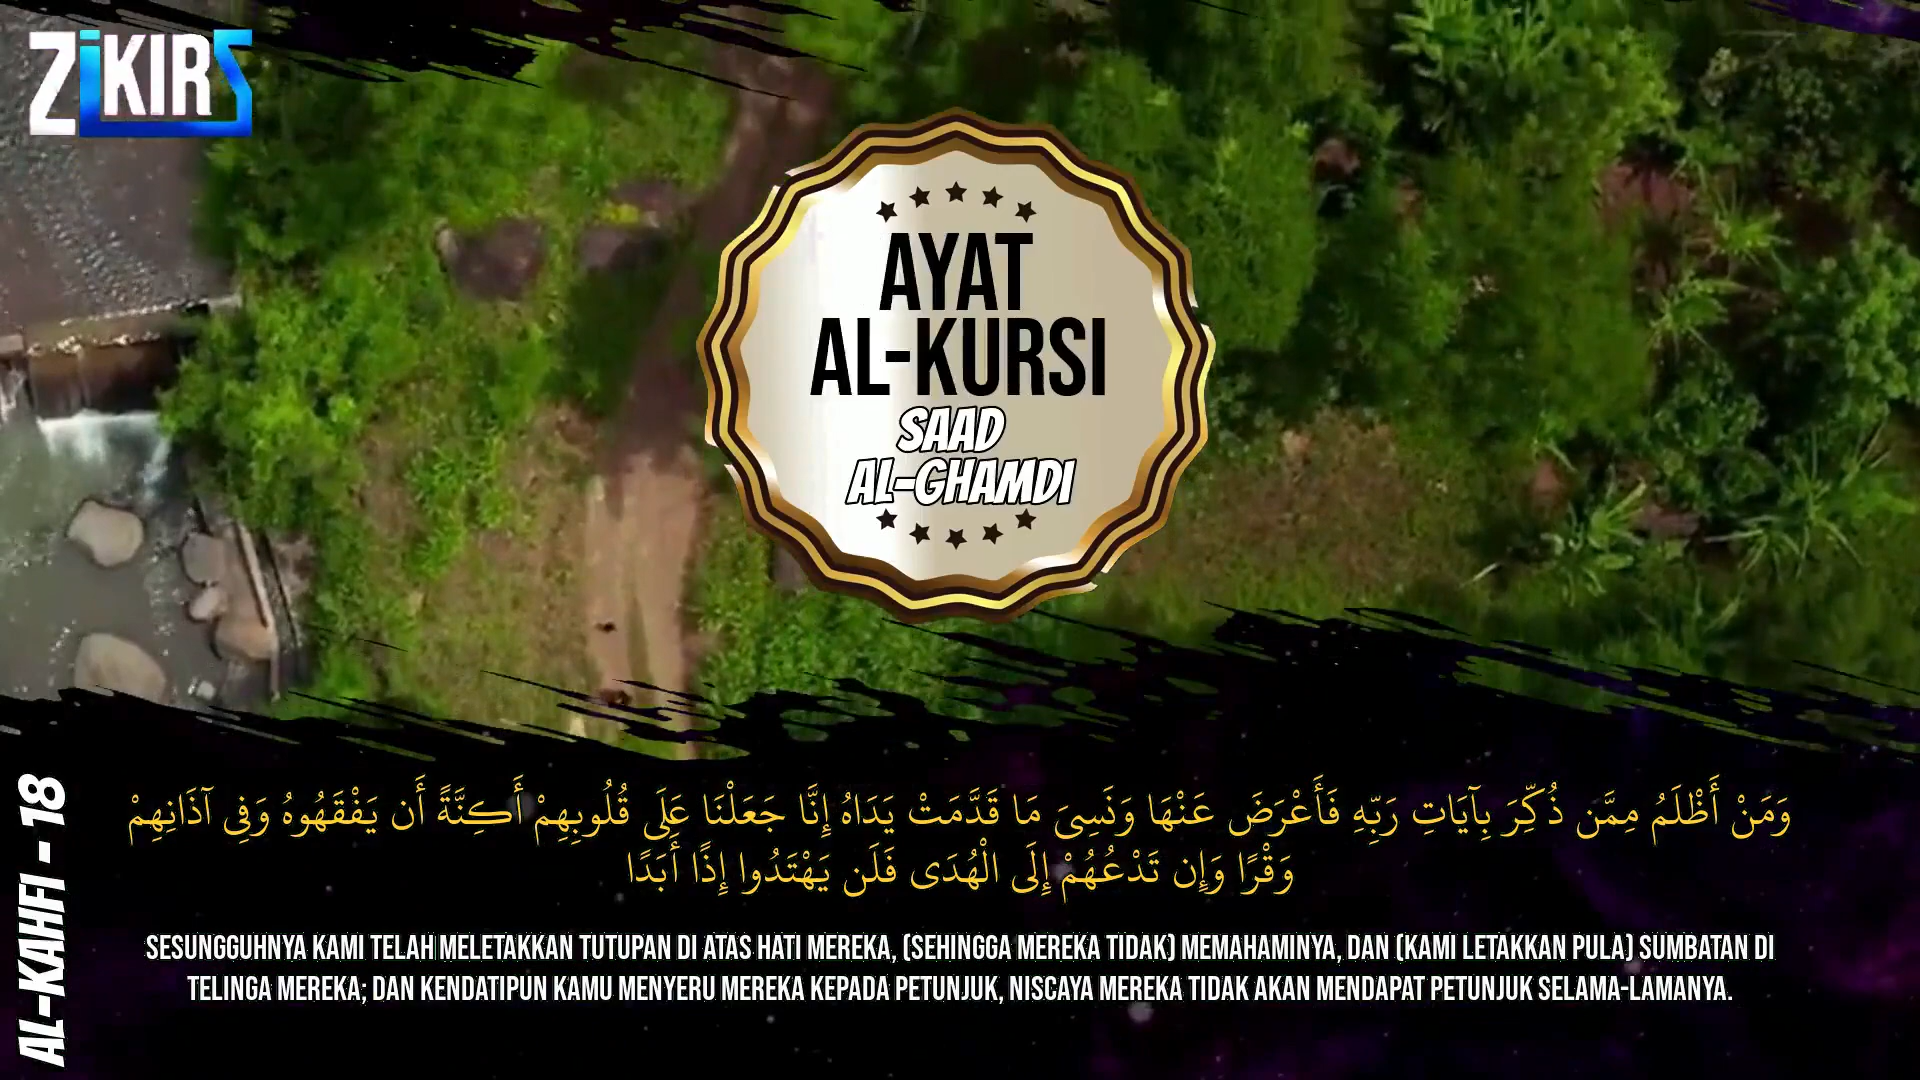 ZiKIRS
AYAT
AL-KURSI
SAAD
AL-GHAMDI
AL-KAHFI - 18
وَمَنْ أَظْلَمُ مِمَّن ذُكِّرَ بِآيَاتِ رَبِّهِ فَأَعْرَضَ عَنْهَا وَنَسِيَ مَا قَدَّمَتْ يَدَاهُ إِنَّا جَعَلْنَا عَلَى قُلُوبِهِمْ أَكِنَّةً أَن يَفْقَهُوهُ وَفِي آذَانِهِمْ
وَقْرًا وَإِن تَدْعُهُمْ إِلَى الْهُدَى فَلَن يَهْتَدُوا إِذًا أَبَدًا
SESUNGGUHNYA KAMI TELAH MELETAKKAN TUTUPAN DI ATAS HATI MEREKA, (SEHINGGA MEREKA TIDAK) MEMAHAMINYA, DAN (KAMI LETAKKAN PULA) SUMBATAN DI
TELINGA MEREKA; DAN KENDATIPUN KAMU MENYERU MEREKA KEPADA PETUNJUK, NISCAYA MEREKA TIDAK AKAN MENDAPAT PETUNJUK SELAMA-LAMANYA.